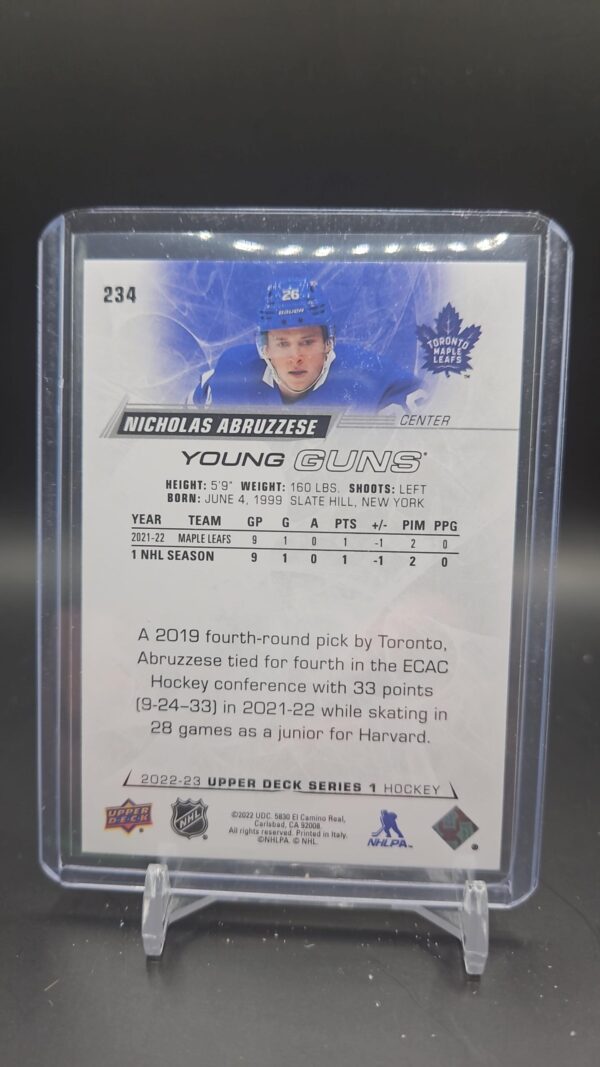 234
26
BAUER
TORONTO
MAPLE
LEAFS
NICHOLAS ABRUZZESE
CENTER
YOUNG GUNS
HEIGHT: 5'9" WEIGHT: 160 LBS. SHOOTS: LEFT
BORN: JUNE 4, 1999 SLATE HILL, NEW YORK
YEAR TEAM GP G A PTS +/- PIM PPG
2021-22 MAPLE LEAFS 9 1 0 1 -1 2 0
1 NHL SEASON 9 1 0 1 -1 2 0
A 2019 fourth-round pick by Toronto,
Abruzzese tied for fourth in the ECAC
Hockey conference with 33 points
(9-24–33) in 2021-22 while skating in
28 games as a junior for Harvard.
2022-23 UPPER DECK SERIES 1 HOCKEY
UPPER
DECK
NHL
©2022 UDC. 5830 El Camino Real,
Carlsbad, CA 92008.
All rights reserved. Printed in Italy.
©NHLPA. © NHL.
NHLPA